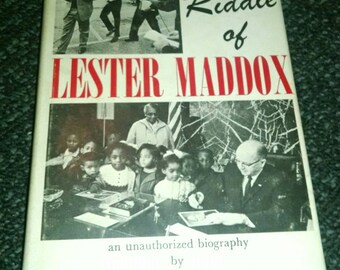 Riddle
of
LESTER MADDOX
an unauthorized biography
by